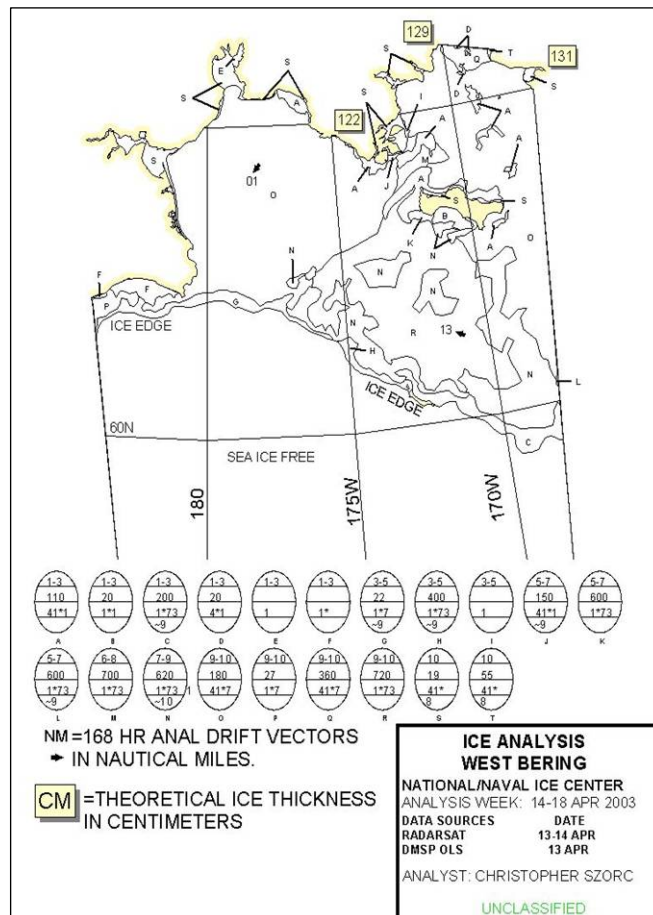 129
D
T
131
S
D
Q
S
E
S
S
I
D
A
S
S
A
122
A
A
M
S
A
J
A
01
O
S
S
B
K
A
O
N
N
F
N
N
P
F
G
N
R
13
ICE EDGE
H
N
L
ICE EDGE
60N
C
SEA ICE FREE
180
175W
170W
1-3 1-3 1-3 1-3 1-3 1-3 3-5 3-5 3-5 5-7 5-7
110 20 200 20 22 400 150 600
41*1 1*1 1*73 4*1 1 1* 1*7 1*73 1 41*1 1*73
~9 ~9 ~9 ~9
A B C D E F G H I J K
5-7 6-8 7-9 9-10 9-10 9-10 9-10 10 10
600 700 620 180 27 360 720 19 55
1*73 1*73 1*73 1 41*7 1*7 41*7 1*73 41* 41*
~9 ~10 8 8
L M N O P Q R S T
NM =168 HR ANAL DRIFT VECTORS
IN NAUTICAL MILES.
CM =THEORETICAL ICE THICKNESS
IN CENTIMETERS
ICE ANALYSIS
WEST BERING
NATIONAL/NAVAL ICE CENTER
ANALYSIS WEEK: 14-18 APR 2003
DATA SOURCES DATE
RADARSAT 13-14 APR
DMSP OLS 13 APR
ANALYST: CHRISTOPHER SZORC
UNCLASSIFIED